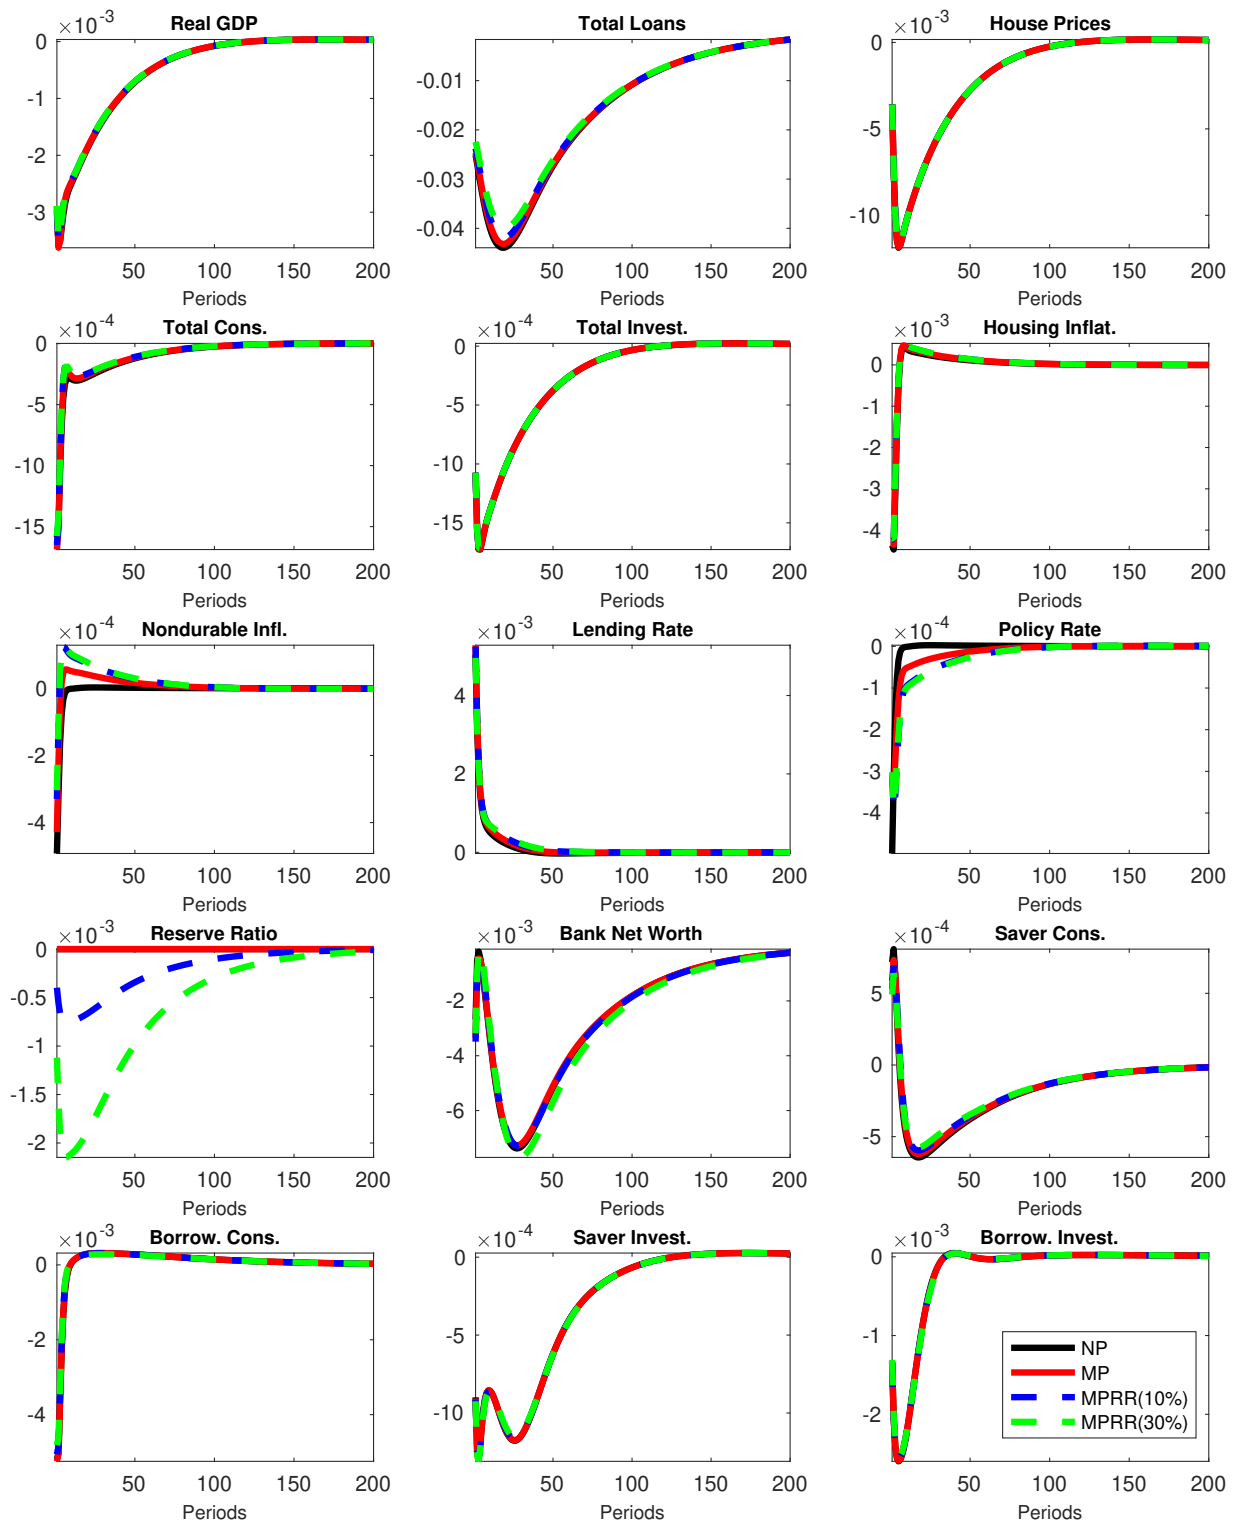 ×10⁻³ Real GDP
0
-1
-2
-3
50 100 150 200
Periods
Total Loans
-0.01
-0.02
-0.03
-0.04
50 100 150 200
Periods
×10⁻³ House Prices
0
-5
-10
50 100 150 200
Periods
×10⁻⁴ Total Cons.
0
-5
-10
-15
50 100 150 200
Periods
×10⁻⁴ Total Invest.
0
-5
-10
-15
50 100 150 200
Periods
×10⁻³ Housing Inflat.
0
-1
-2
-3
-4
50 100 150 200
Periods
×10⁻⁴ Nondurable Infl.
0
-2
-4
50 100 150 200
Periods
×10⁻³ Lending Rate
4
2
0
50 100 150 200
Periods
×10⁻⁴ Policy Rate
0
-1
-2
-3
-4
50 100 150 200
Periods
×10⁻³ Reserve Ratio
0
-0.5
-1
-1.5
-2
50 100 150 200
Periods
×10⁻³ Bank Net Worth
-2
-4
-6
50 100 150 200
Periods
×10⁻⁴ Saver Cons.
5
0
-5
50 100 150 200
Periods
×10⁻³ Borrow. Cons.
0
-2
-4
50 100 150 200
Periods
×10⁻⁴ Saver Invest.
0
-5
-10
50 100 150 200
Periods
×10⁻³ Borrow. Invest.
0
-1
-2
50 100 150 200
Periods
NP
MP
MPRR(10%)
MPRR(30%)